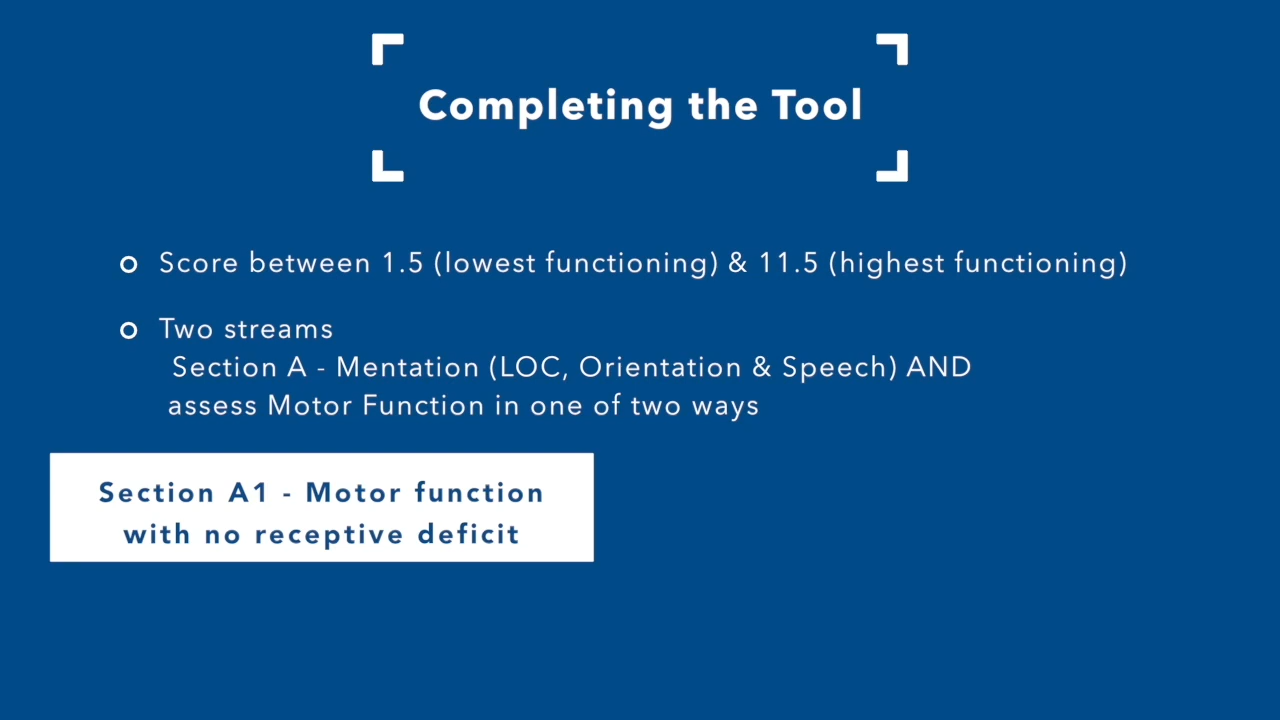 Completing the Tool
Score between 1.5 (lowest functioning) & 11.5 (highest functioning)
Two streams
Section A - Mentation (LOC, Orientation & Speech) AND
assess Motor Function in one of two ways
Section A1 - Motor function
with no receptive deficit